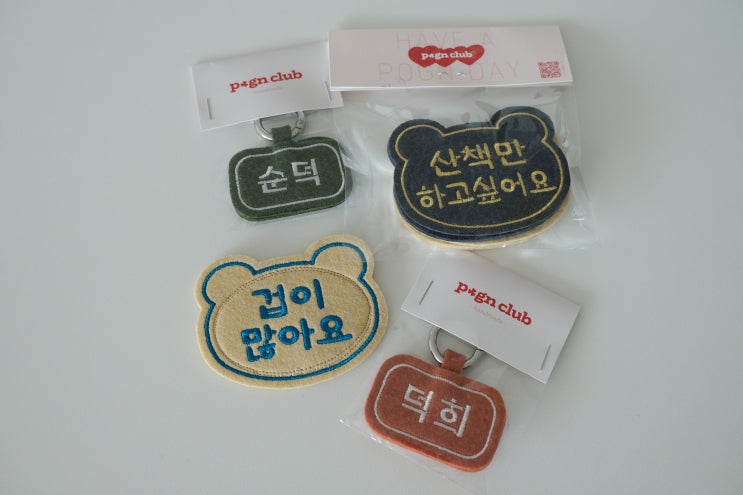 HAVE A
p*gn club
POGN DAY
p*gn club
순덕
산책만
하고싶어요
겁이
많아요
p*gn club
handmade
덕희